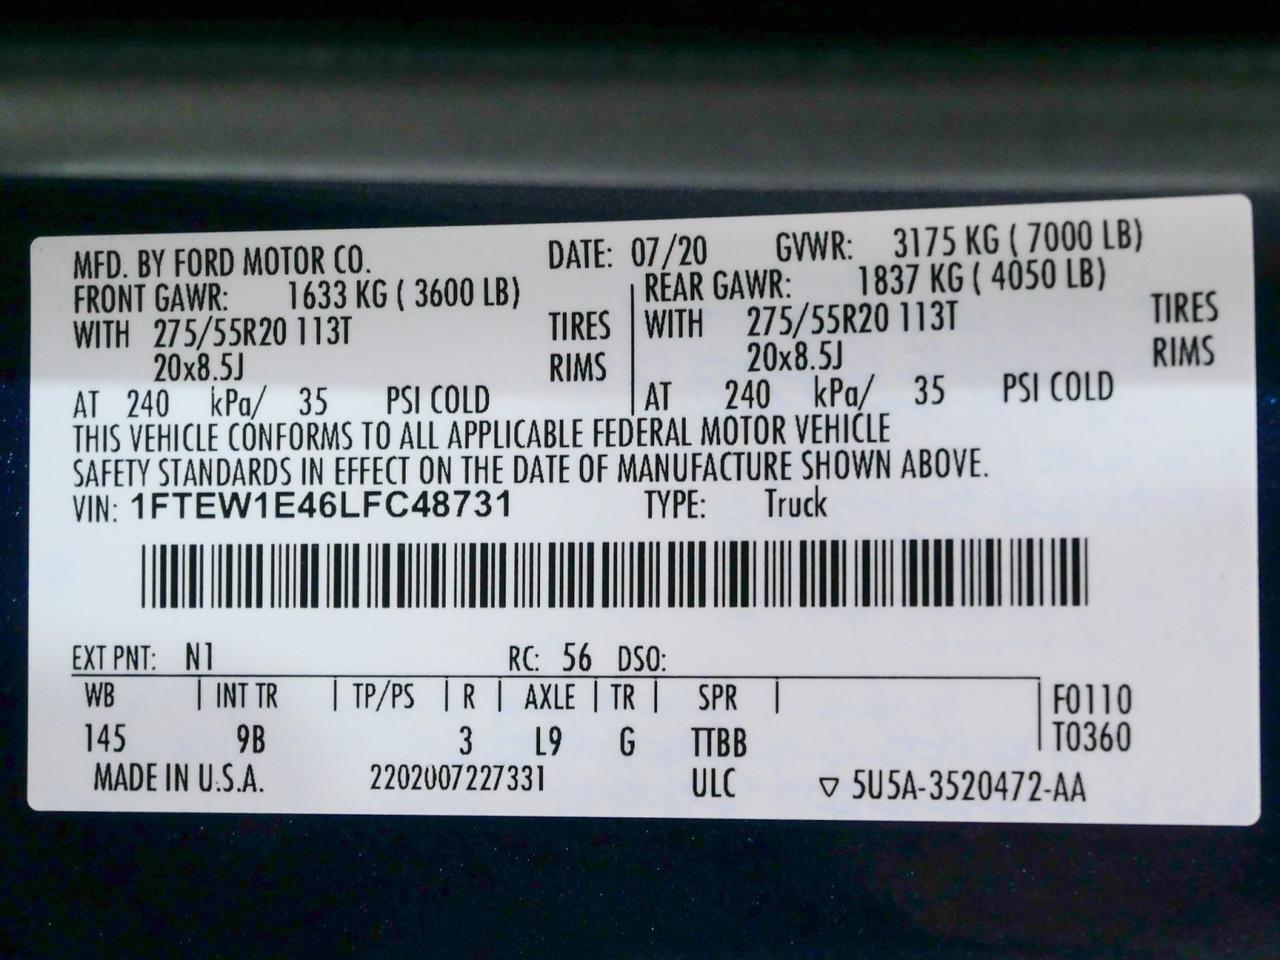 MFD. BY FORD MOTOR CO. DATE: 07/20 GVWR: 3175 KG ( 7000 LB)
FRONT GAWR: 1633 KG ( 3600 LB) REAR GAWR: 1837 KG ( 4050 LB)
WITH 275/55R20 113T TIRES WITH 275/55R20 113T TIRES
20x8.5J RIMS 20x8.5J RIMS
AT 240 kPa/ 35 PSI COLD AT 240 kPa/ 35 PSI COLD
THIS VEHICLE CONFORMS TO ALL APPLICABLE FEDERAL MOTOR VEHICLE
SAFETY STANDARDS IN EFFECT ON THE DATE OF MANUFACTURE SHOWN ABOVE.
VIN: 1FTEW1E46LFC48731 TYPE: Truck
EXT PNT: N1 RC: 56 DSO:
WB | INT TR | TP/PS | R | AXLE | TR | SPR | F0110
145 9B 3 L9 G TTBB T0360
MADE IN U.S.A. 2202007227331 ULC ▽ 5U5A-3520472-AA